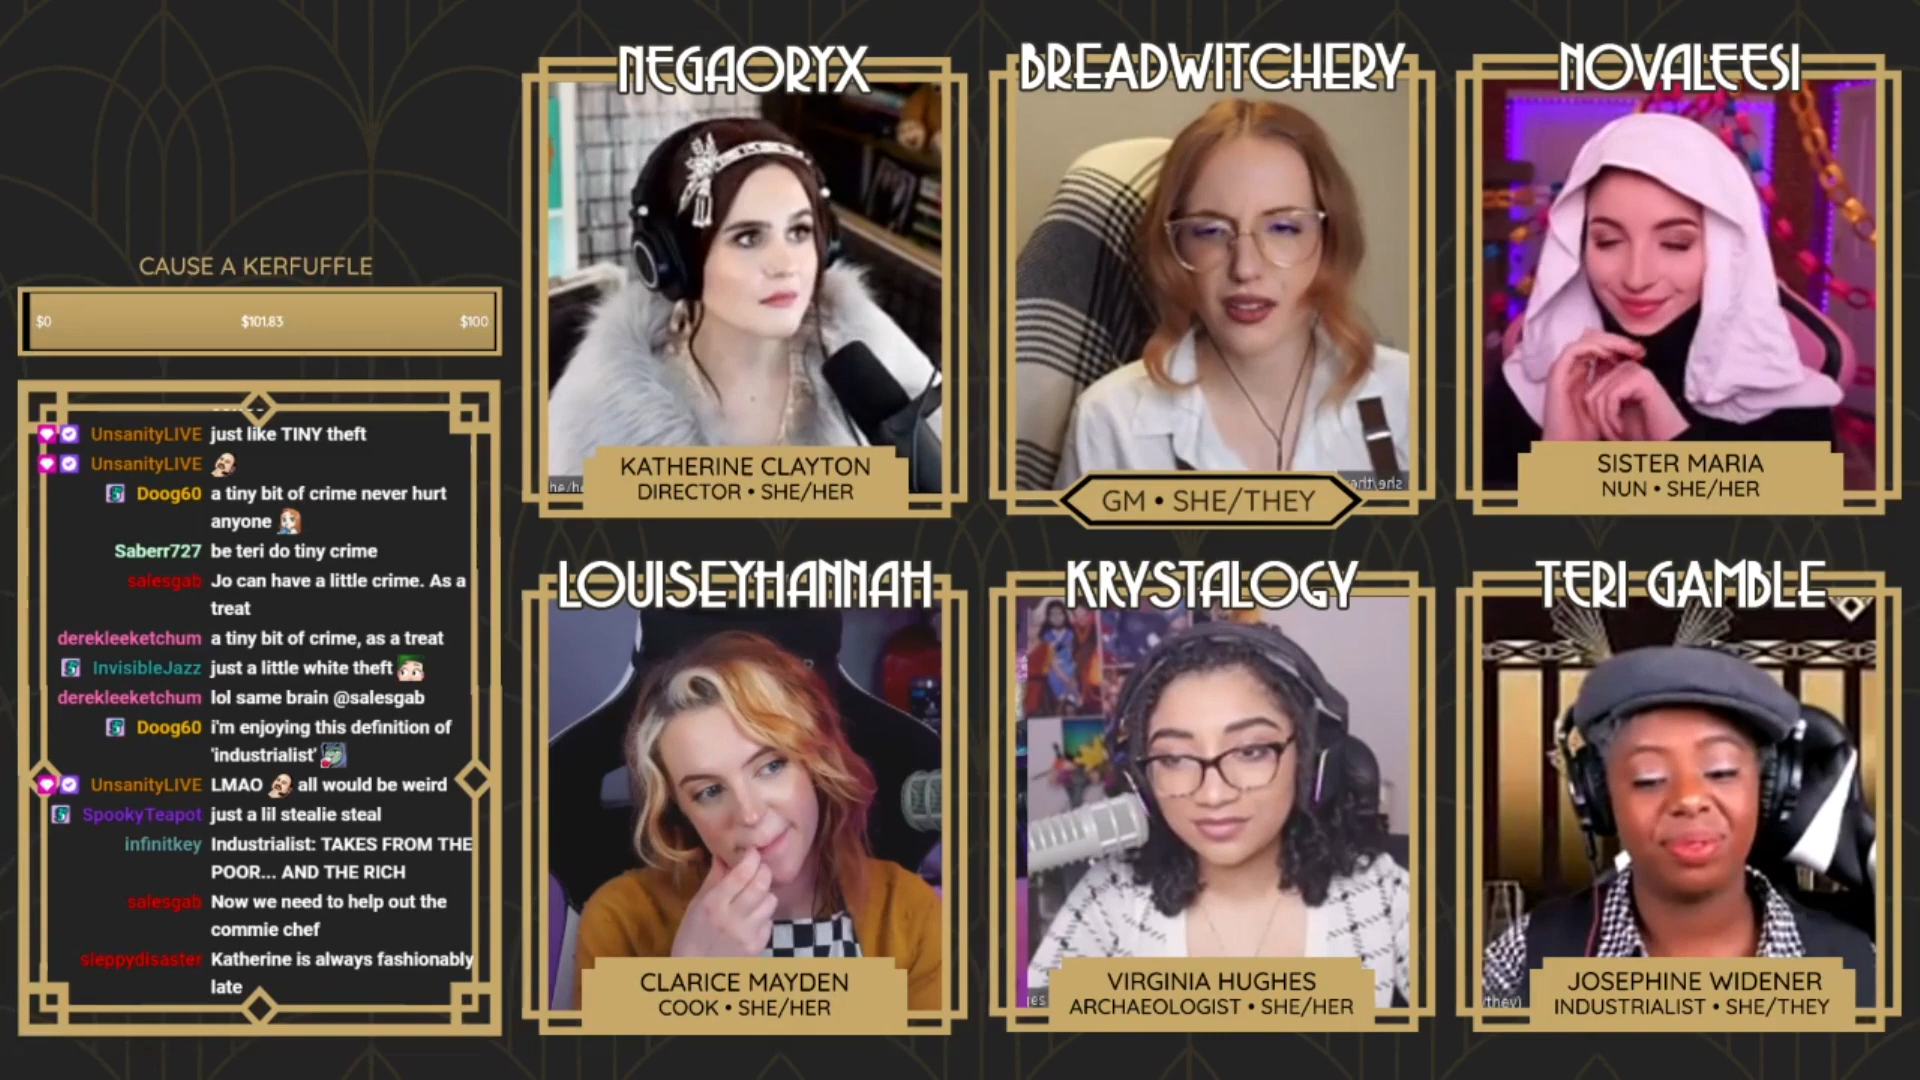 CAUSE A KERFUFFLE
$0 $101.83 $100
UnsanityLIVE just like TINY theft
UnsanityLIVE
Doog60 a tiny bit of crime never hurt
anyone
Saberr727 be teri do tiny crime
salesgab Jo can have a little crime. As a
treat
derekleeketchum a tiny bit of crime, as a treat
InvisibleJazz just a little white theft
derekleeketchum lol same brain @salesgab
Doog60 i'm enjoying this definition of
'industrialist'
UnsanityLIVE LMAO all would be weird
SpookyTeapot just a lil stealie steal
infinitkey Industrialist: TAKES FROM THE
POOR... AND THE RICH
salesgab Now we need to help out the
commie chef
sleppydisaster Katherine is always fashionably
late
NEGAORYX
KATHERINE CLAYTON
DIRECTOR • SHE/HER
BREADWITCHERY
GM • SHE/THEY
NOVALEESI
SISTER MARIA
NUN • SHE/HER
LOUISEYHANNAH
CLARICE MAYDEN
COOK • SHE/HER
KRYSTALOGY
VIRGINIA HUGHES
ARCHAEOLOGIST • SHE/HER
TERI GAMBLE
JOSEPHINE WIDENER
INDUSTRIALIST • SHE/THEY